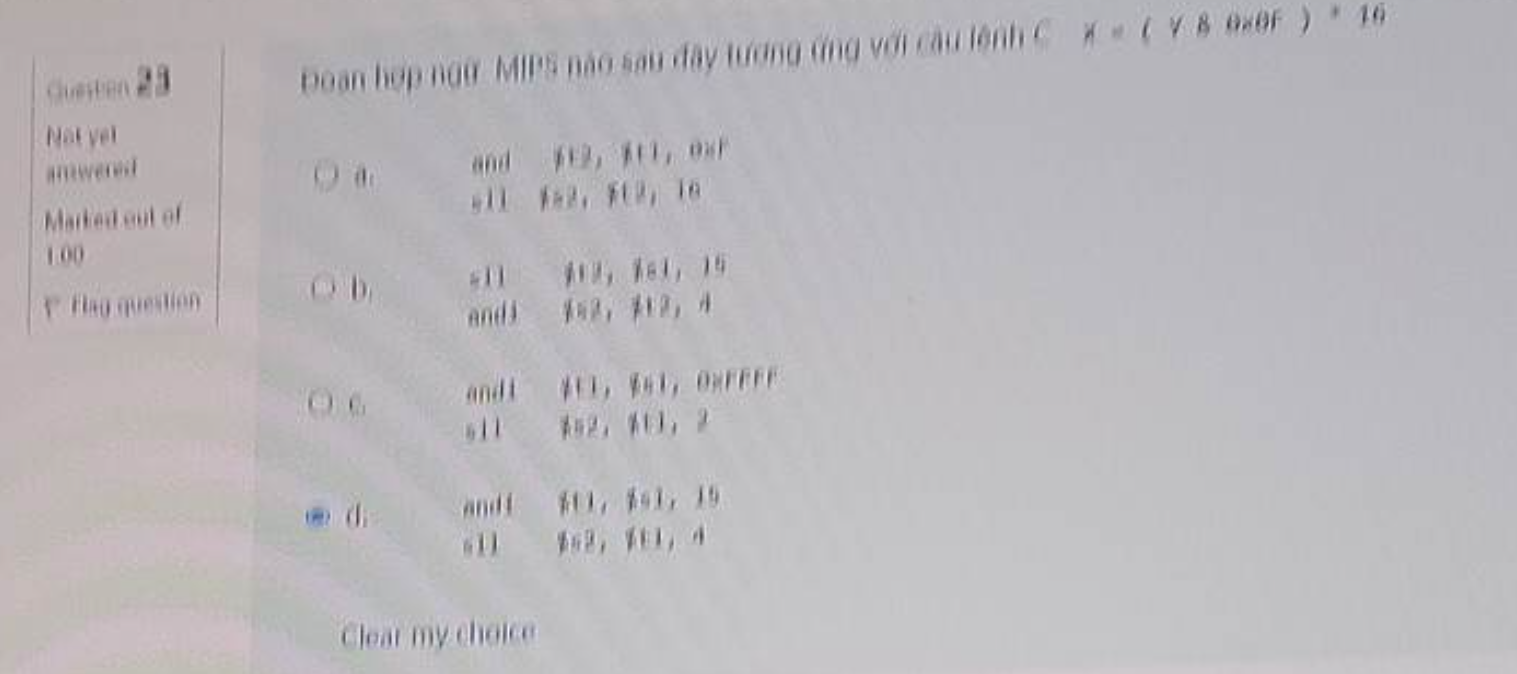 Question 23
Not yet
answered
Marked out of
1.00
Flag question
Đoạn hợp ngữ MIPS nào sau đây tương ứng với câu lệnh C X = ( Y & 0x0F ) * 16
a.
and $t2, $t1, 0xF
sll $s2, $t2, 16
b.
sll $t2, $s1, 15
andi $s2, $t2, 4
c.
andi $t1, $s1, 0xFFFF
sll $s2, $t1, 2
d.
andi $t1, $s1, 15
sll $s2, $t1, 4
Clear my choice